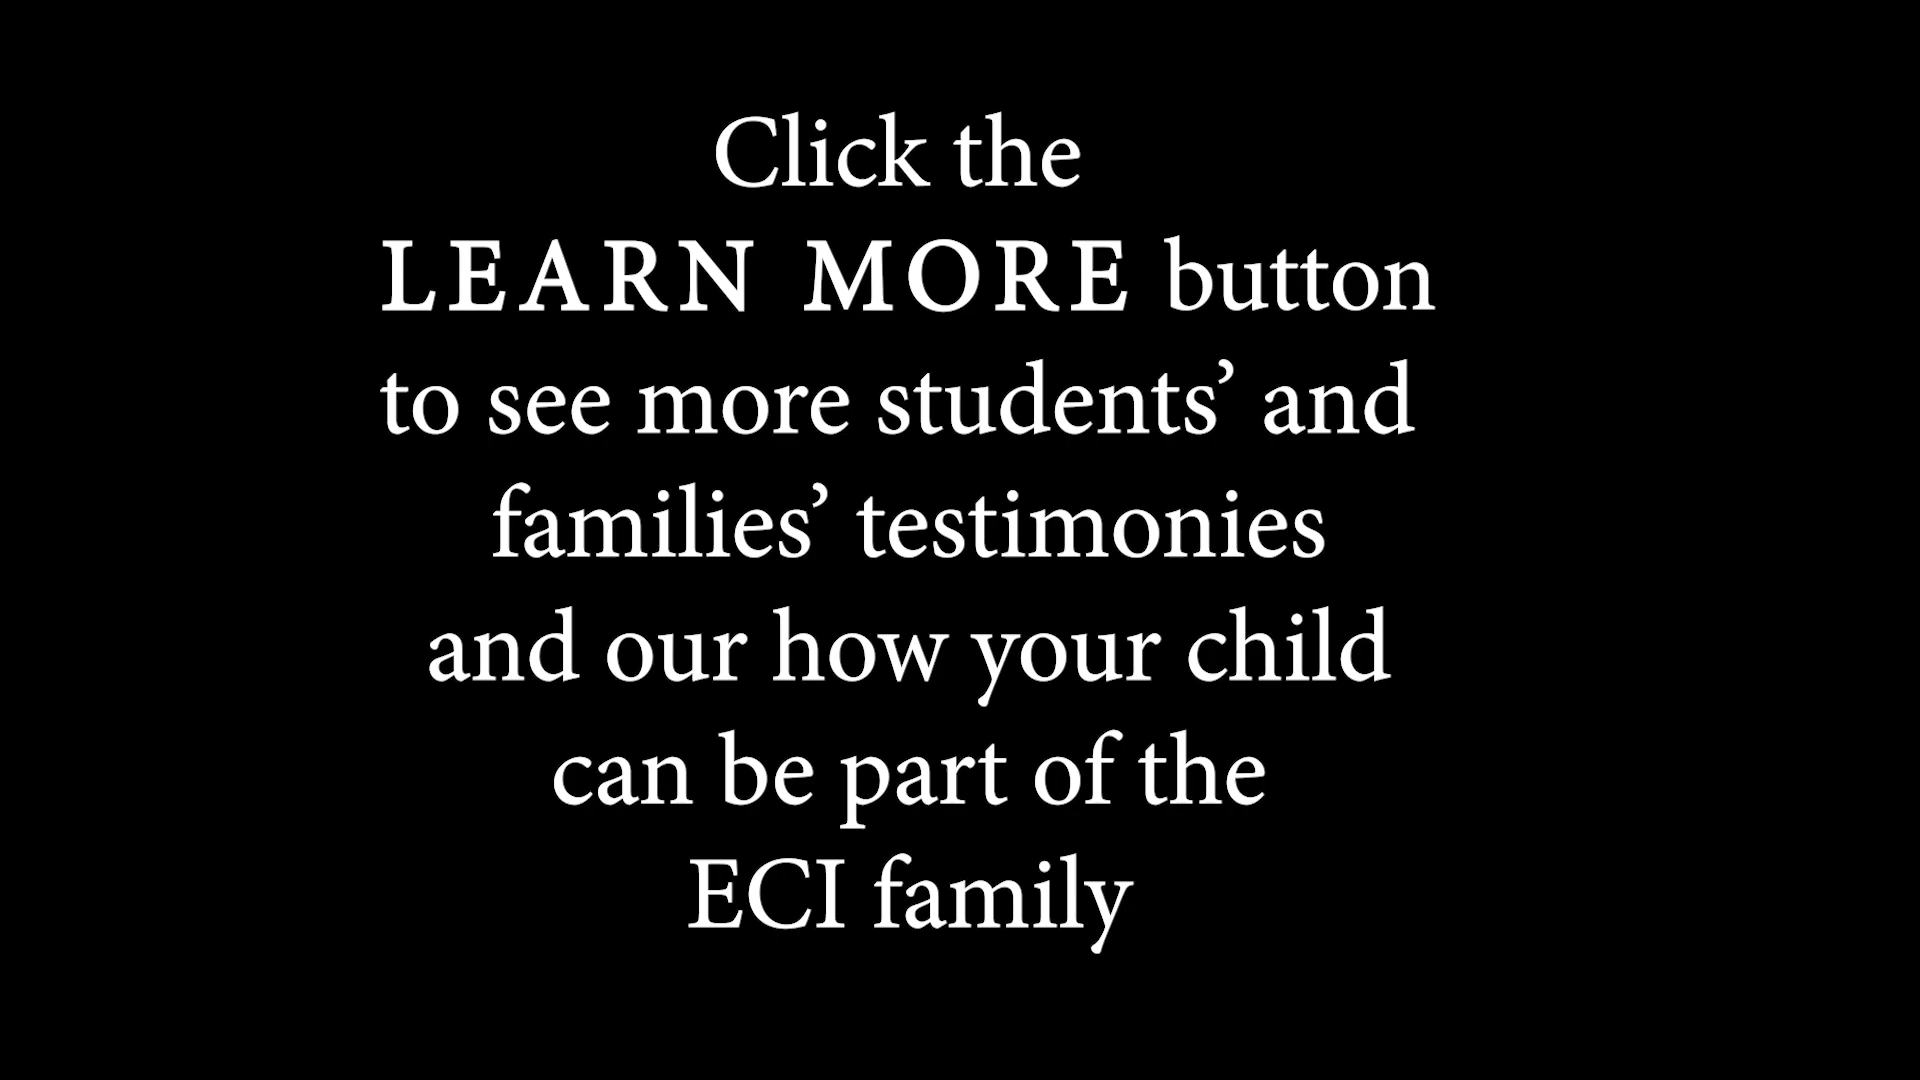 Click the
LEARN MORE button
to see more students’ and
families’ testimonies
and our how your child
can be part of the
ECI family